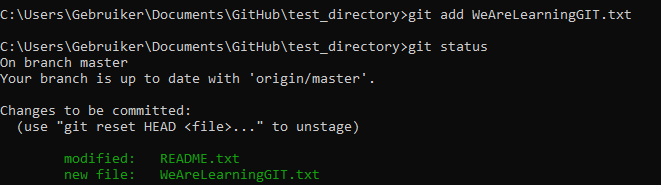 C:\Users\Gebruiker\Documents\GitHub\test_directory>git add WeAreLearningGIT.txt
C:\Users\Gebruiker\Documents\GitHub\test_directory>git status
On branch master
Your branch is up to date with 'origin/master'.
Changes to be committed:
(use "git reset HEAD <file>..." to unstage)
modified: README.txt
new file: WeAreLearningGIT.txt